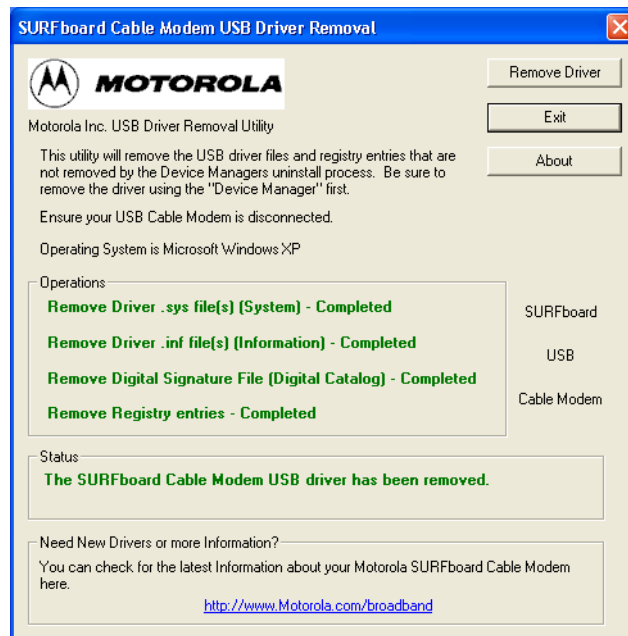 SURFboard Cable Modem USB Driver Removal
MOTOROLA
Remove Driver
Exit
About
Motorola Inc. USB Driver Removal Utility
This utility will remove the USB driver files and registry entries that are
not removed by the Device Managers uninstall process. Be sure to
remove the driver using the "Device Manager" first.
Ensure your USB Cable Modem is disconnected.
Operating System is Microsoft Windows XP
Operations
Remove Driver .sys file(s) (System) - Completed
Remove Driver .inf file(s) (Information) - Completed
Remove Digital Signature File (Digital Catalog) - Completed
Remove Registry entries - Completed
SURFboard
USB
Cable Modem
Status
The SURFboard Cable Modem USB driver has been removed.
Need New Drivers or more Information?
You can check for the latest Information about your Motorola SURFboard Cable Modem
here.
http://www.Motorola.com/broadband